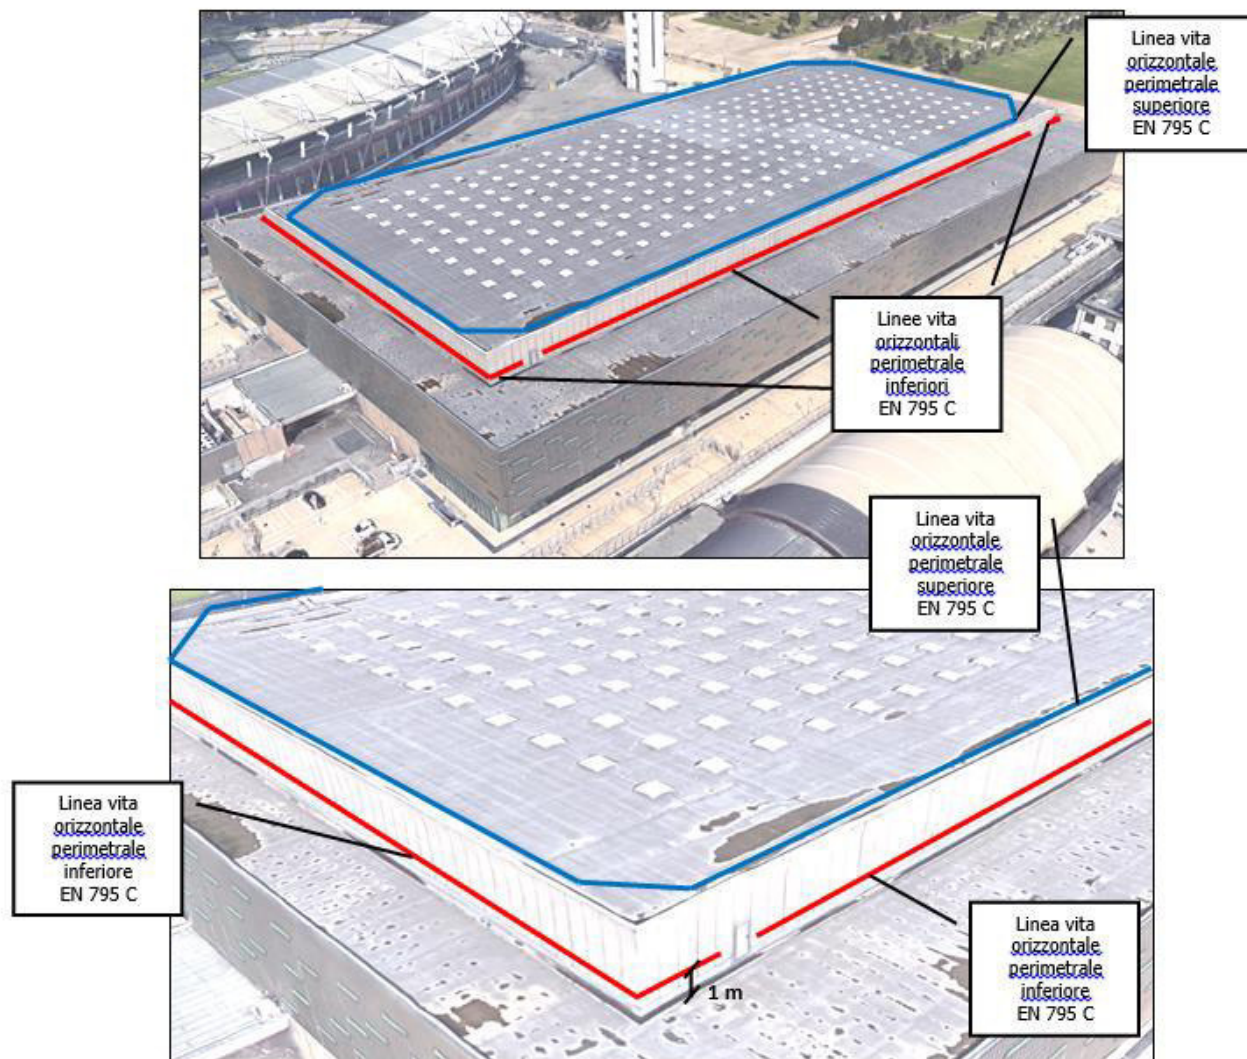 Linea vita
orizzontale
perimetrale
superiore
EN 795 C
Linee vita
orizzontali
perimetrale
inferiori
EN 795 C
Linea vita
orizzontale
perimetrale
superiore
EN 795 C
Linea vita
orizzontale
perimetrale
inferiore
EN 795 C
Linea vita
orizzontale
perimetrale
inferiore
EN 795 C
1 m